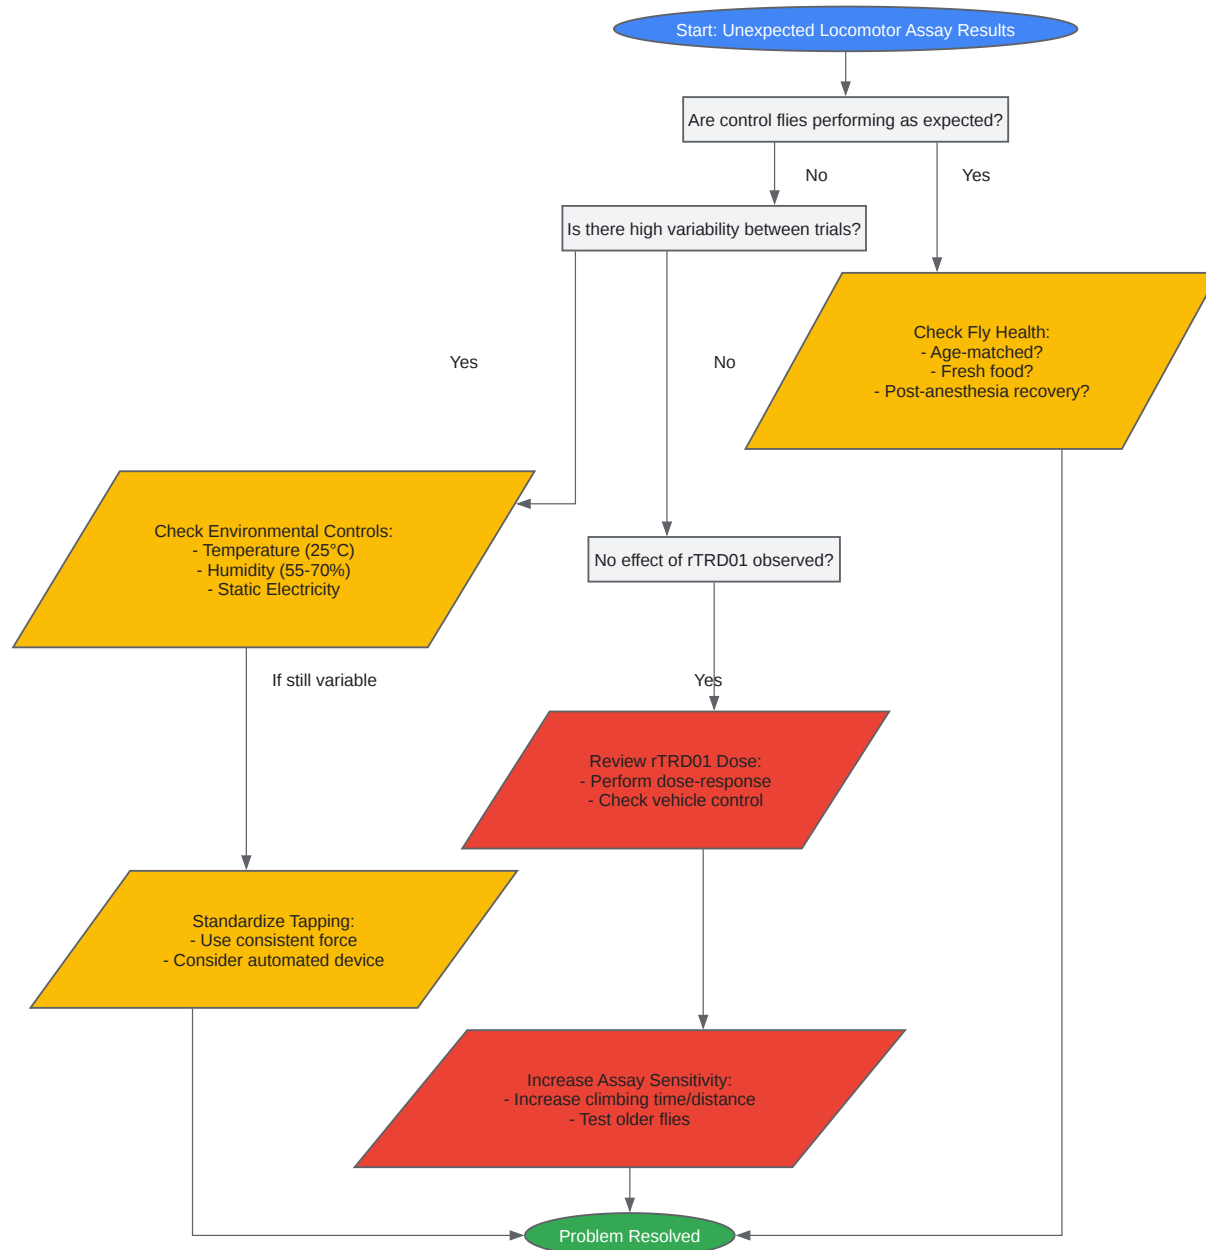 Start: Unexpected Locomotor Assay Results
Are control flies performing as expected?
No
Yes
Is there high variability between trials?
Check Fly Health:
- Age-matched?
- Fresh food?
- Post-anesthesia recovery?
Yes
No
Check Environmental Controls:
- Temperature (25°C)
- Humidity (55-70%)
- Static Electricity
No effect of rTRD01 observed?
If still variable
Yes
Review rTRD01 Dose:
- Perform dose-response
- Check vehicle control
Standardize Tapping:
- Use consistent force
- Consider automated device
Increase Assay Sensitivity:
- Increase climbing time/distance
- Test older flies
Problem Resolved